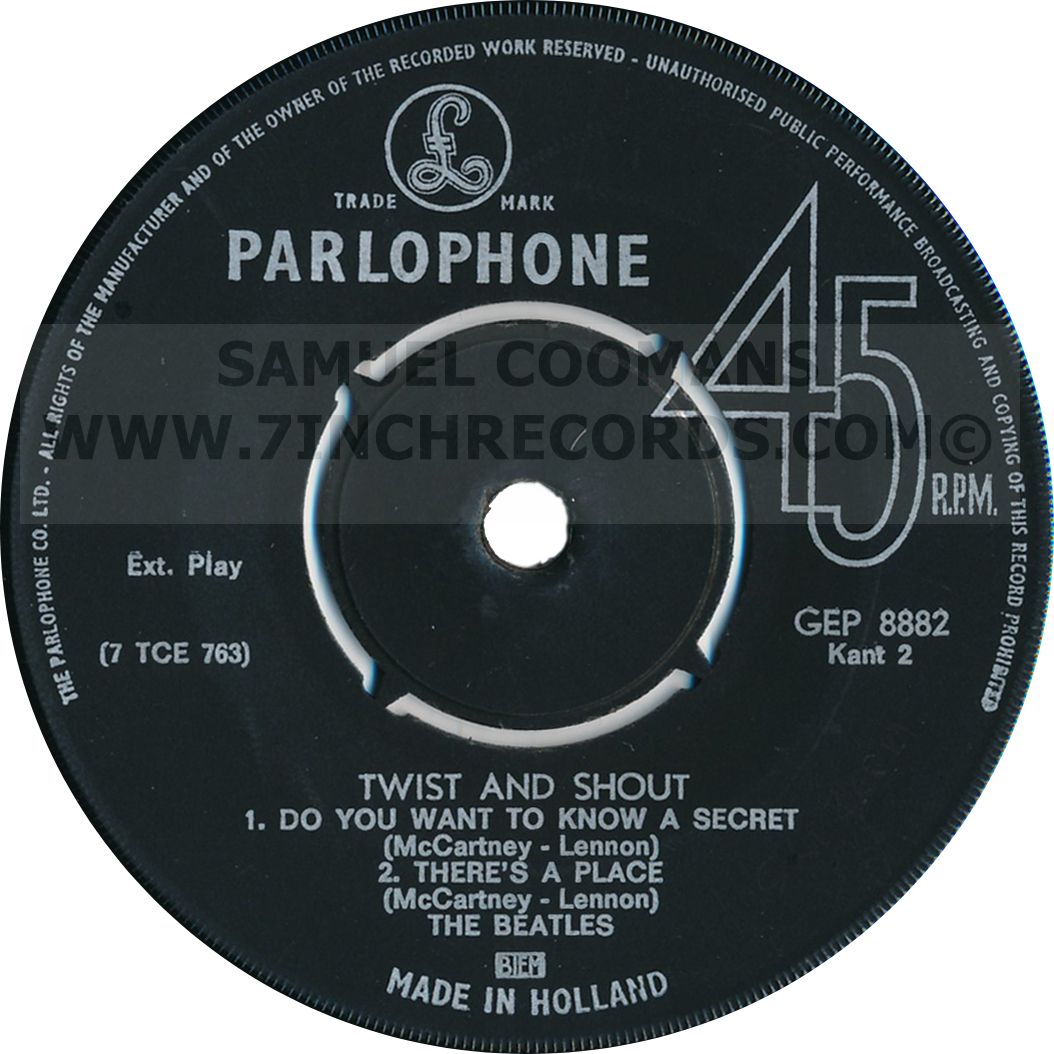 THE PARLOPHONE CO. LTD. - ALL RIGHTS OF THE MANUFACTURER AND OF THE OWNER OF THE RECORDED WORK RESERVED - UNAUTHORISED PUBLIC PERFORMANCE BROADCASTING AND COPYING OF THIS RECORD PROHIBITED
£
TRADE MARK
PARLOPHONE
45
R.P.M.
SAMUEL COOMANS
WWW.7INCHRECORDS.COM©
Ext. Play
(7 TCE 763)
GEP 8882
Kant 2
TWIST AND SHOUT
1. DO YOU WANT TO KNOW A SECRET
(McCartney - Lennon)
2. THERE'S A PLACE
(McCartney - Lennon)
THE BEATLES
BIEM
MADE IN HOLLAND